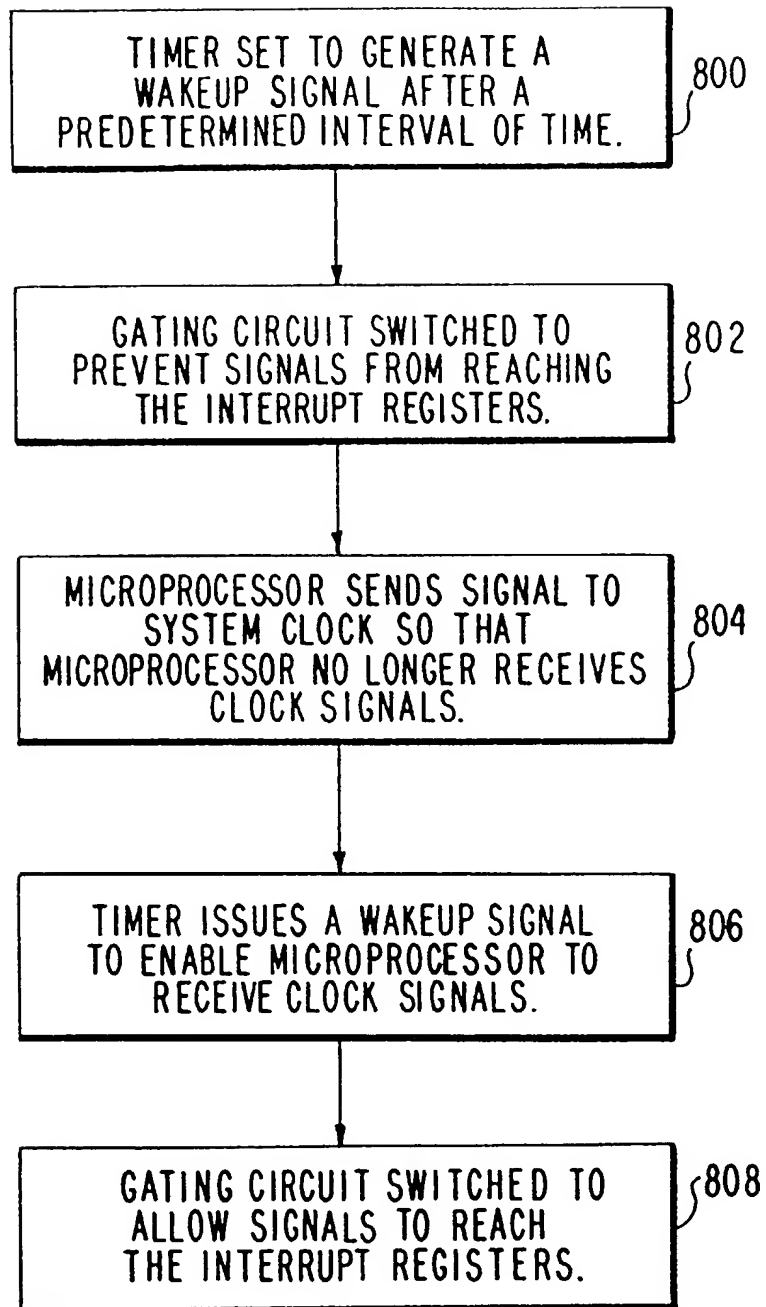 TIMER SET TO GENERATE A
WAKEUP SIGNAL AFTER A
PREDETERMINED INTERVAL OF TIME.
800
GATING CIRCUIT SWITCHED TO
PREVENT SIGNALS FROM REACHING
THE INTERRUPT REGISTERS.
802
MICROPROCESSOR SENDS SIGNAL TO
SYSTEM CLOCK SO THAT
MICROPROCESSOR NO LONGER RECEIVES
CLOCK SIGNALS.
804
TIMER ISSUES A WAKEUP SIGNAL
TO ENABLE MICROPROCESSOR TO
RECEIVE CLOCK SIGNALS.
806
GATING CIRCUIT SWITCHED TO
ALLOW SIGNALS TO REACH
THE INTERRUPT REGISTERS.
808